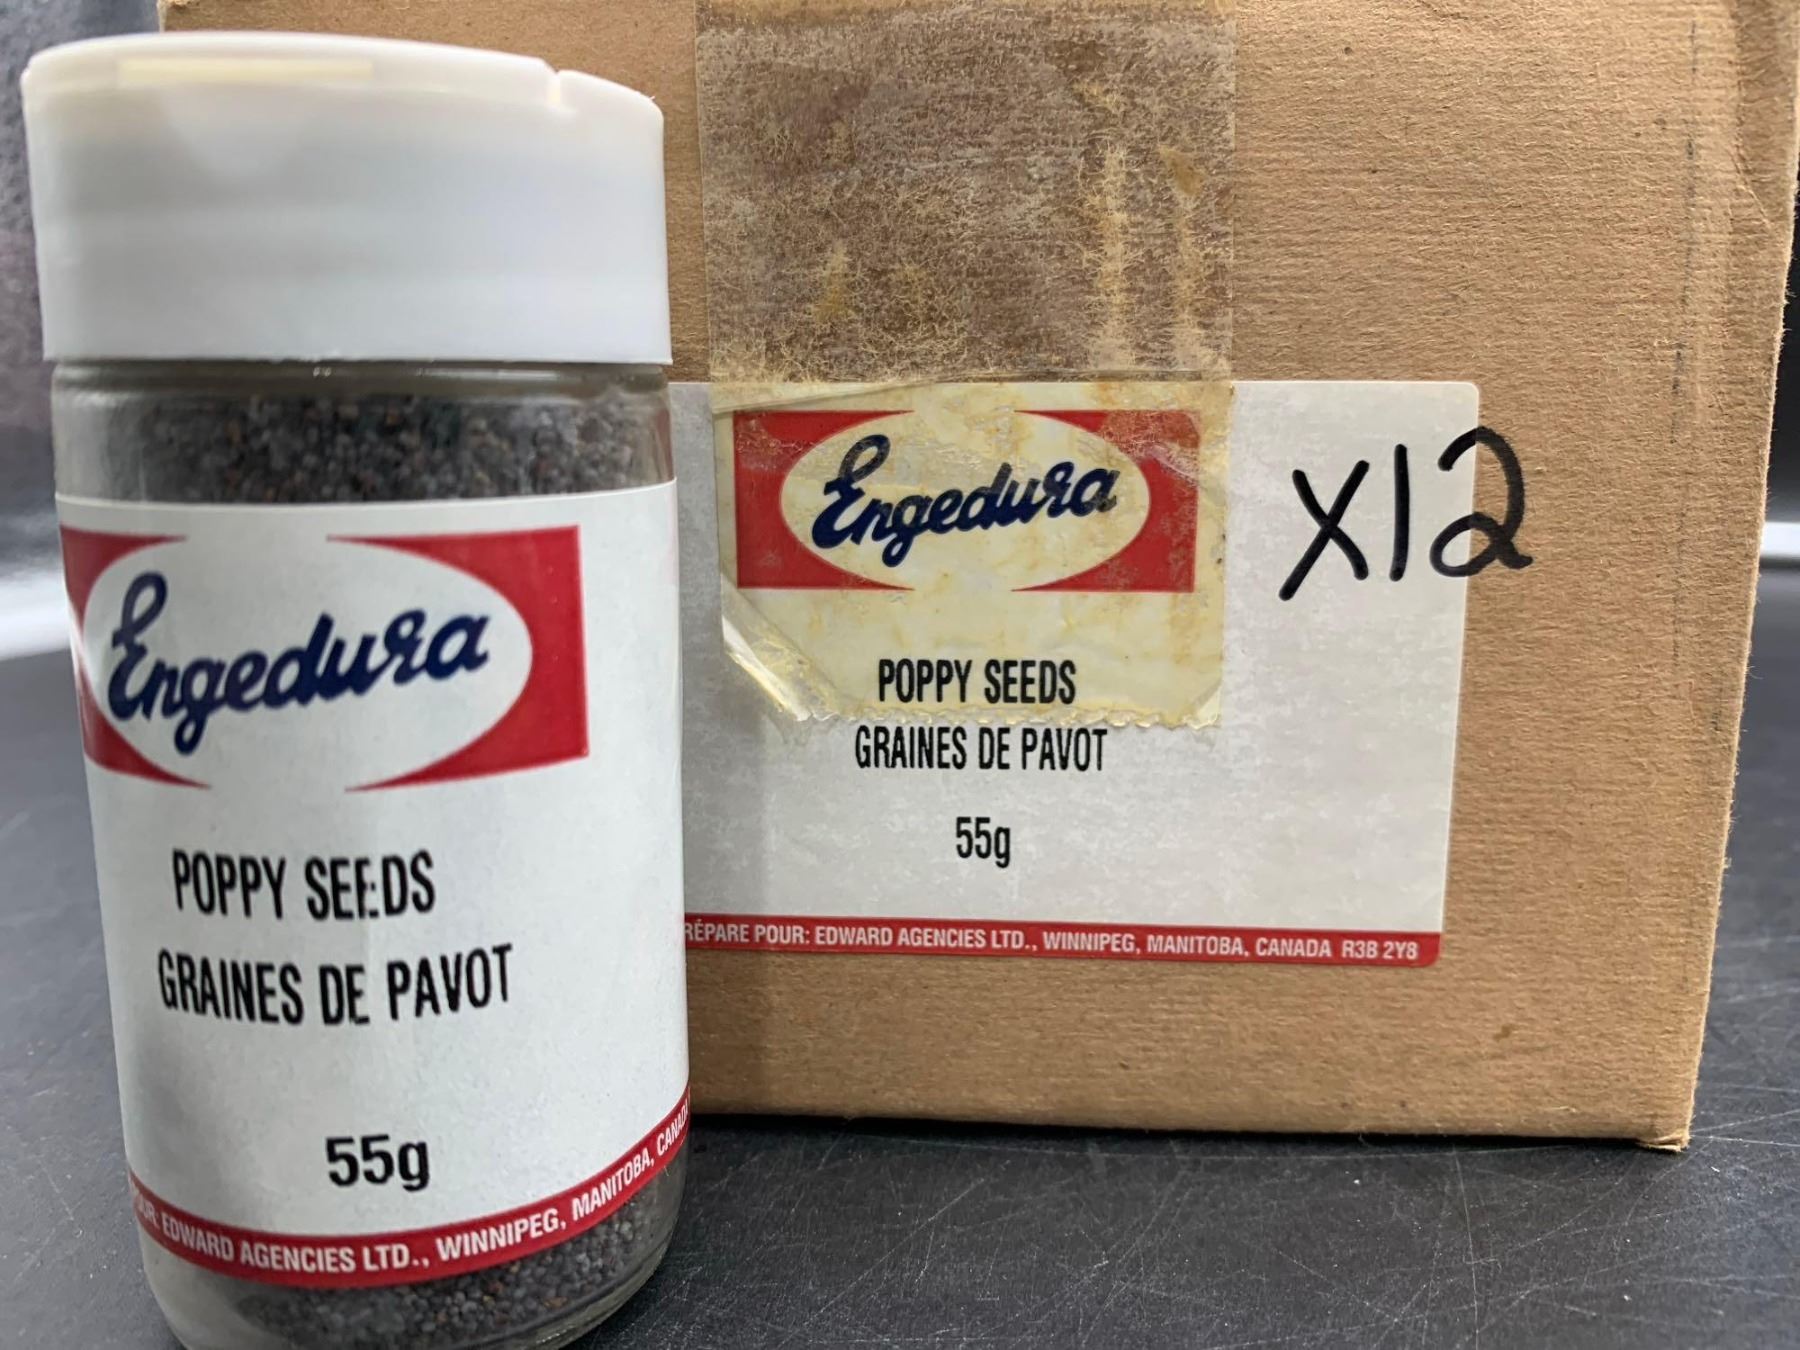 Engedura
POPPY SEEDS
GRAINES DE PAVOT
55g
EDWARD AGENCIES LTD., WINNIPEG, MANITOBA,
Engedura
X12
POPPY SEEDS
GRAINES DE PAVOT
55g
RÉPARE POUR: EDWARD AGENCIES LTD., WINNIPEG, MANITOBA, CANADA R3B 2Y8